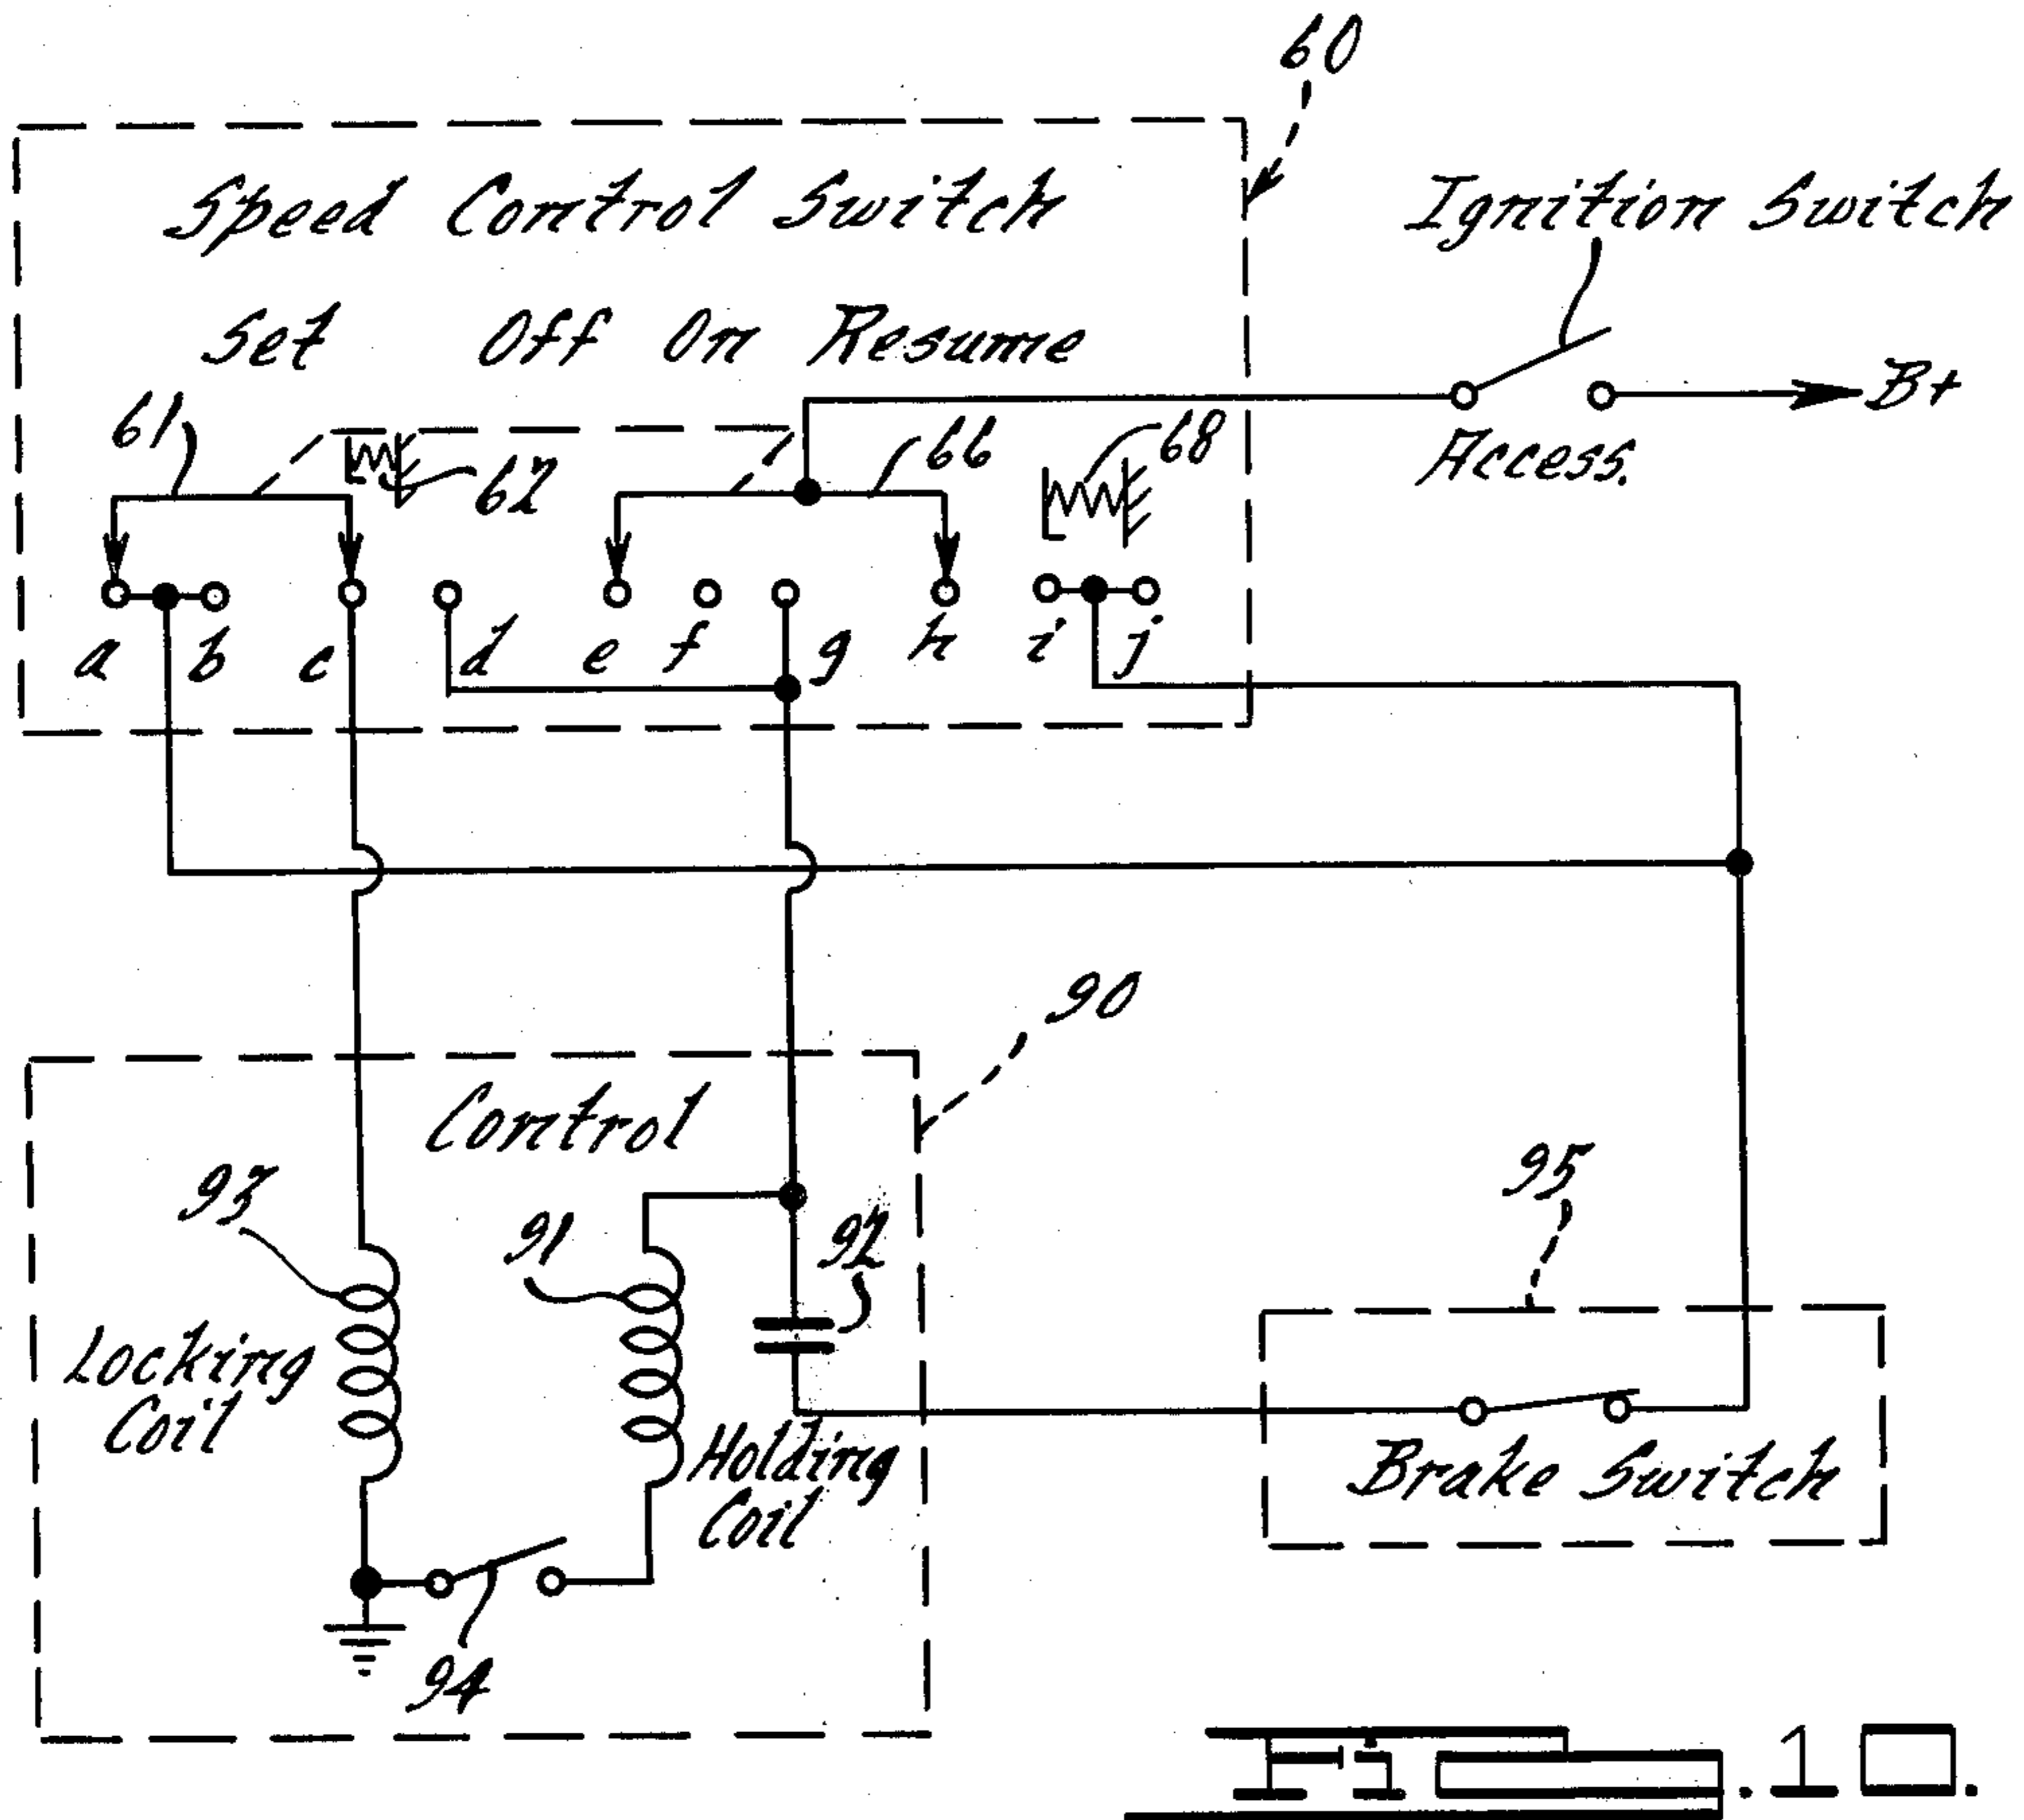 60
Speed Control Switch
Ignition Switch
Set Off On Resume
B+
61
62
66
68
Access.
a b c d e f g h i j
90
Control
95
93
91
92
Locking
Coil
Holding
Coil
Brake Switch
94
Fig.10.